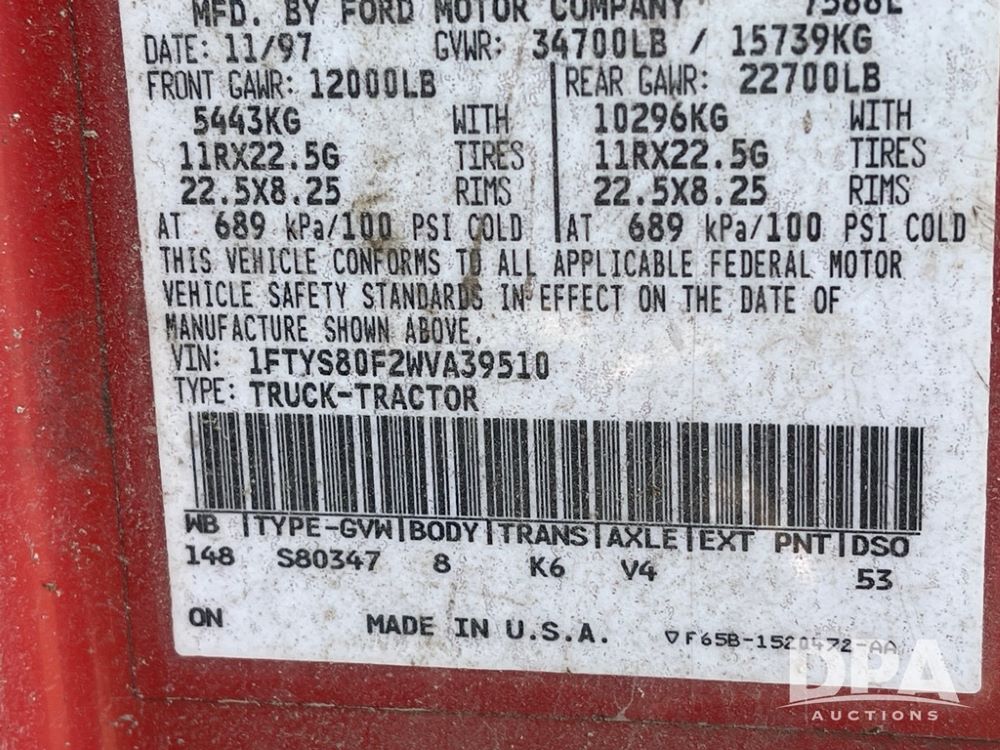 MFD. BY FORD MOTOR COMPANY
DATE: 11/97 GVWR: 34700LB / 15739KG
FRONT GAWR: 12000LB REAR GAWR: 22700LB
5443KG WITH 10296KG WITH
11RX22.5G TIRES 11RX22.5G TIRES
22.5X8.25 RIMS 22.5X8.25 RIMS
AT 689 kPa/100 PSI COLD AT 689 kPa/100 PSI COLD
THIS VEHICLE CONFORMS TO ALL APPLICABLE FEDERAL MOTOR
VEHICLE SAFETY STANDARDS IN EFFECT ON THE DATE OF
MANUFACTURE SHOWN ABOVE.
VIN: 1FTYS80F2WVA39510
TYPE: TRUCK-TRACTOR
WB TYPE-GVW BODY TRANS AXLE EXT PNT DSO
148 S80347 8 K6 V4 53
ON MADE IN U.S.A. ▽F65B-1520472-AA
DPA
AUCTIONS